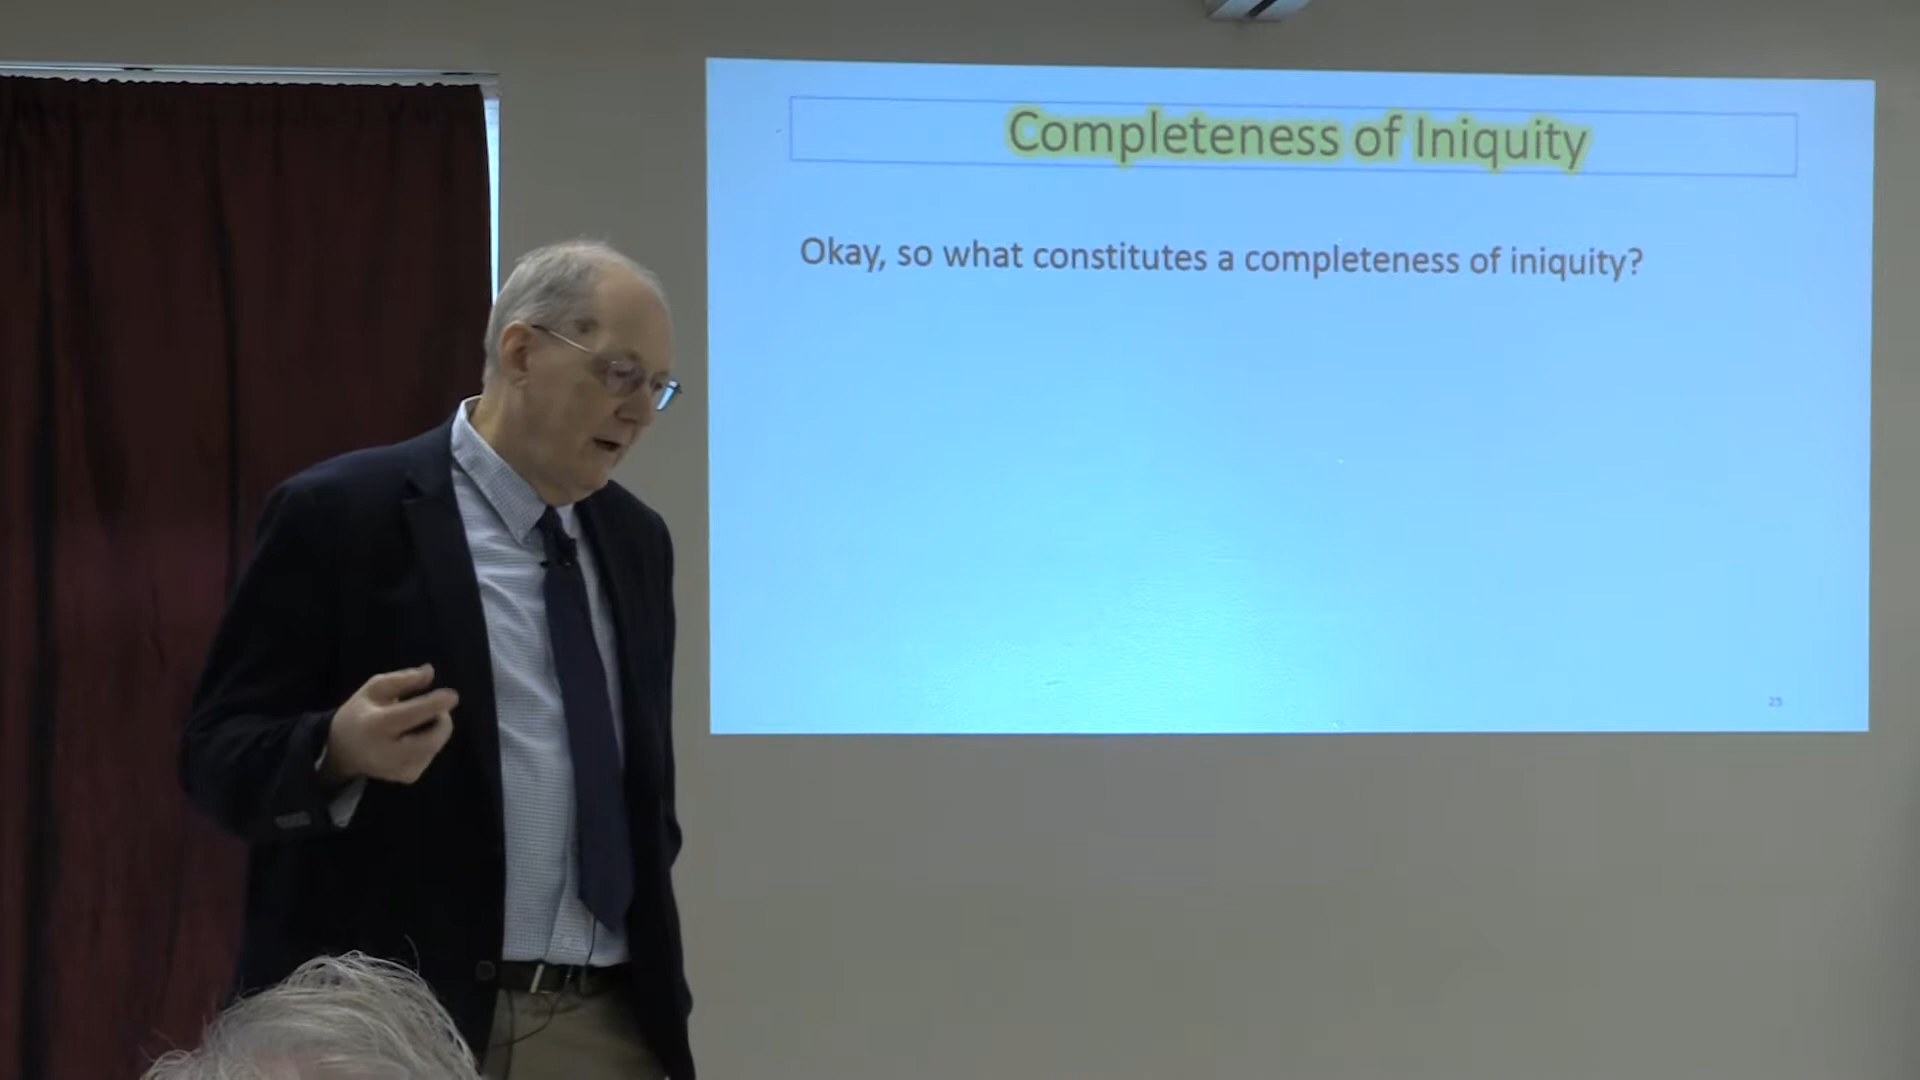 Completeness of Iniquity
Okay, so what constitutes a completeness of iniquity?